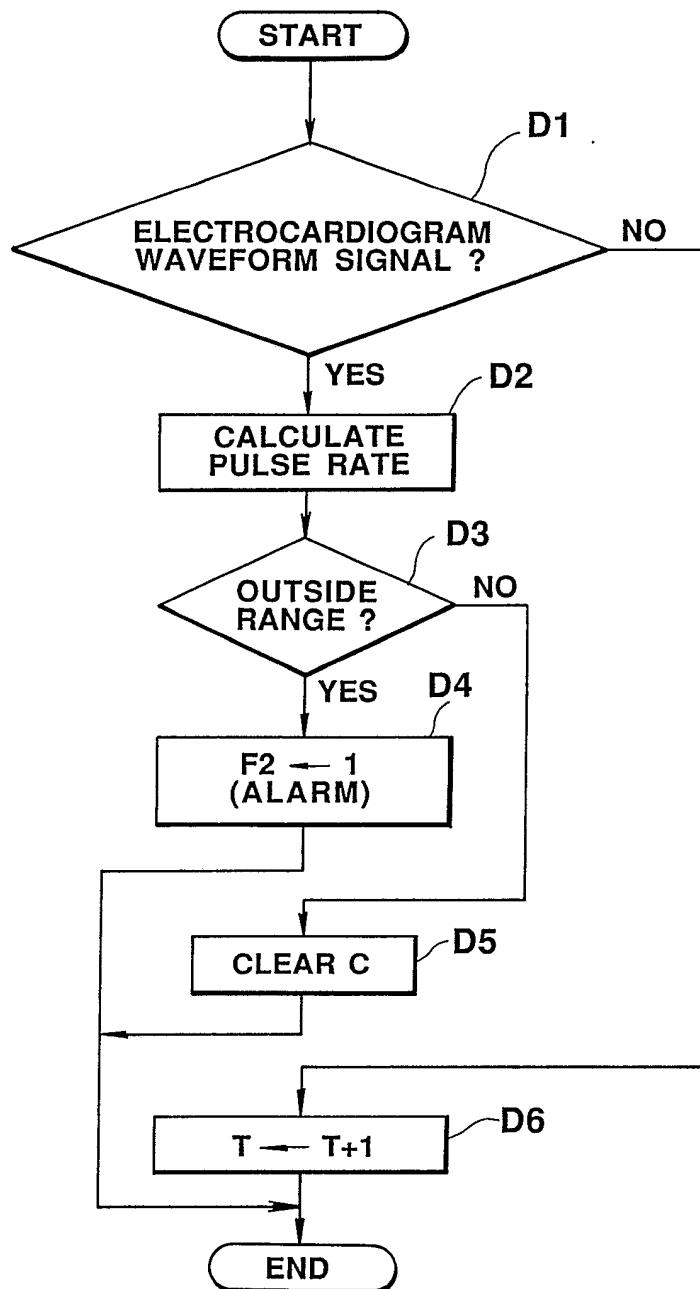 START
D1
ELECTROCARDIOGRAM
WAVEFORM SIGNAL ?
NO
YES
D2
CALCULATE
PULSE RATE
D3
OUTSIDE
RANGE ?
NO
YES
D4
F2 ← 1
(ALARM)
D5
CLEAR C
D6
T ← T+1
END